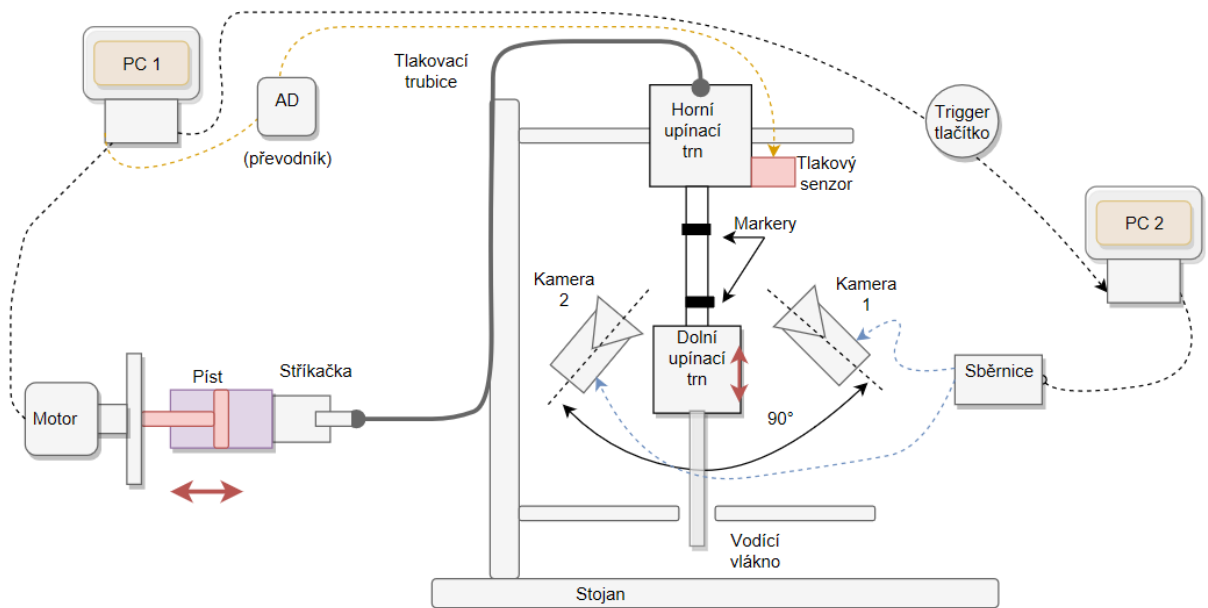 PC 1
AD
(převodník)
Tlakovací
trubice
Horní
upínací
trn
Tlakový
senzor
Trigger
tlačítko
PC 2
Markery
Kamera
2
Kamera
1
Dolní
upínací
trn
Sběrnice
90°
Motor
Píst
Stříkačka
Vodící
vlákno
Stojan